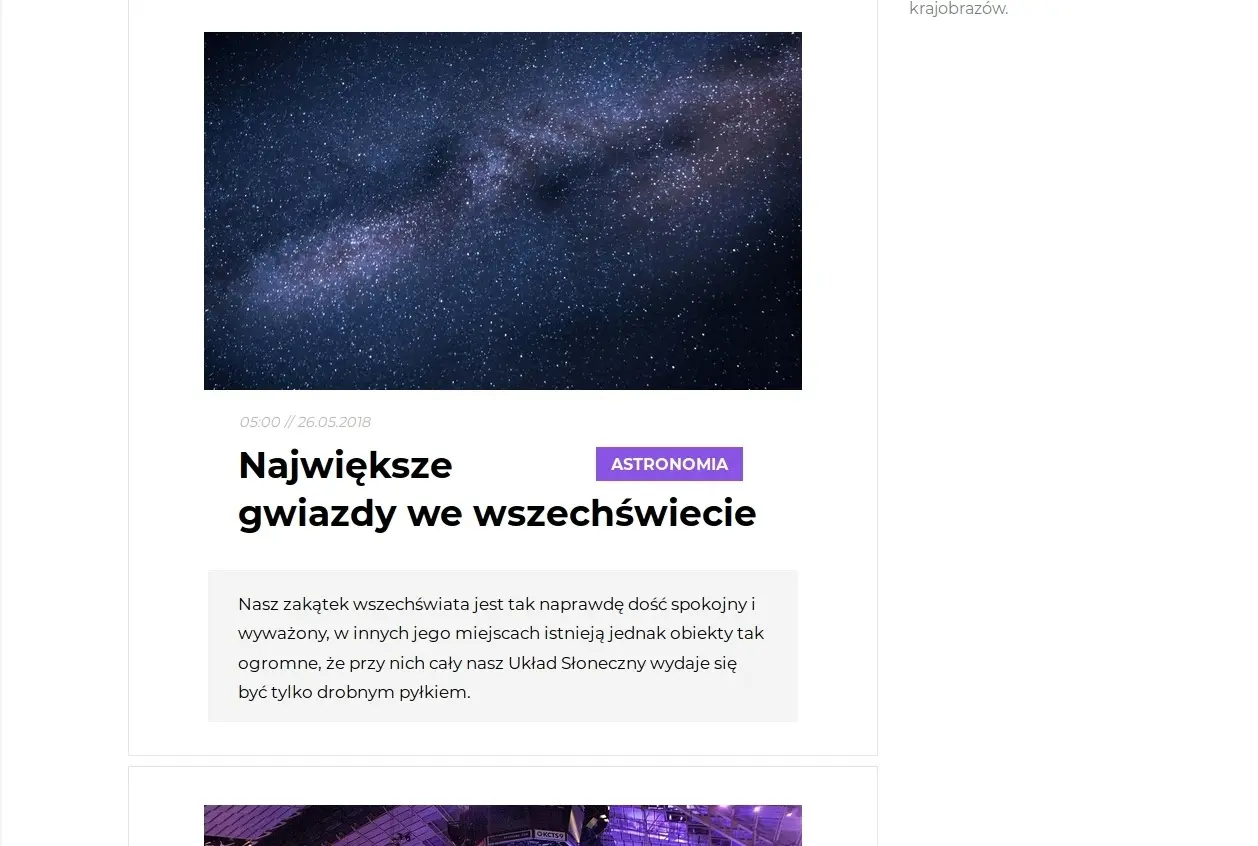 krajobrazów.
05:00 // 26.05.2018
Największe
ASTRONOMIA
gwiazdy we wszechświecie
Nasz zakątek wszechświata jest tak naprawdę dość spokojny i
wyważony, w innych jego miejscach istnieją jednak obiekty tak
ogromne, że przy nich cały nasz Układ Słoneczny wydaje się
być tylko drobnym pyłkiem.
KCTS9